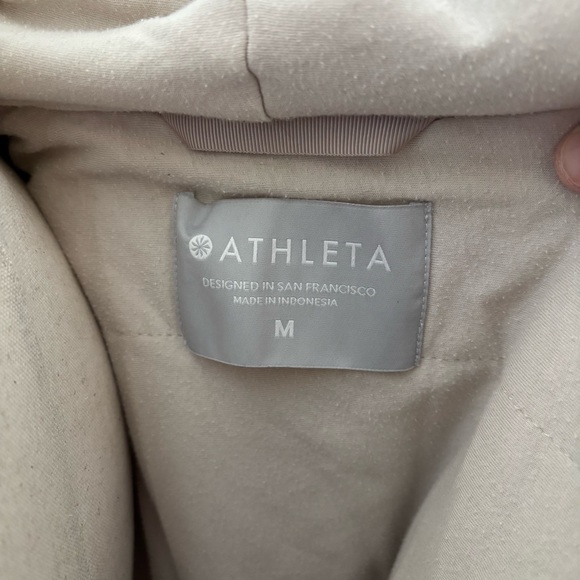 ATHLETA
DESIGNED IN SAN FRANCISCO
MADE IN INDONESIA
M